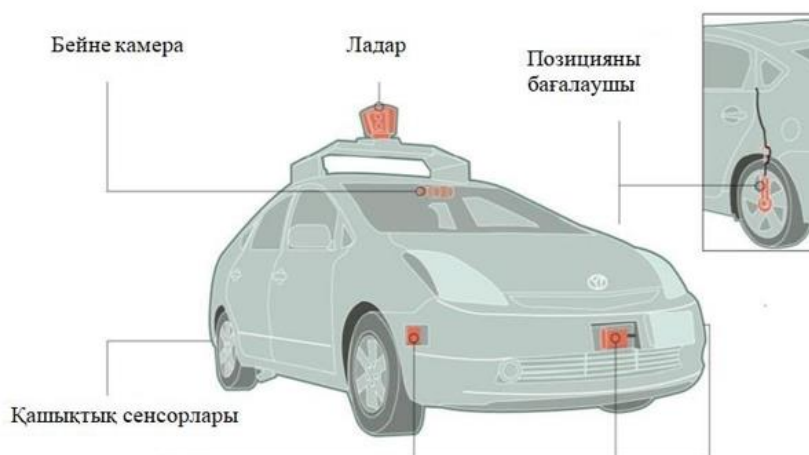 Бейне камера
Ладар
Позицияны
бағалаушы
Қашықтық сенсорлары